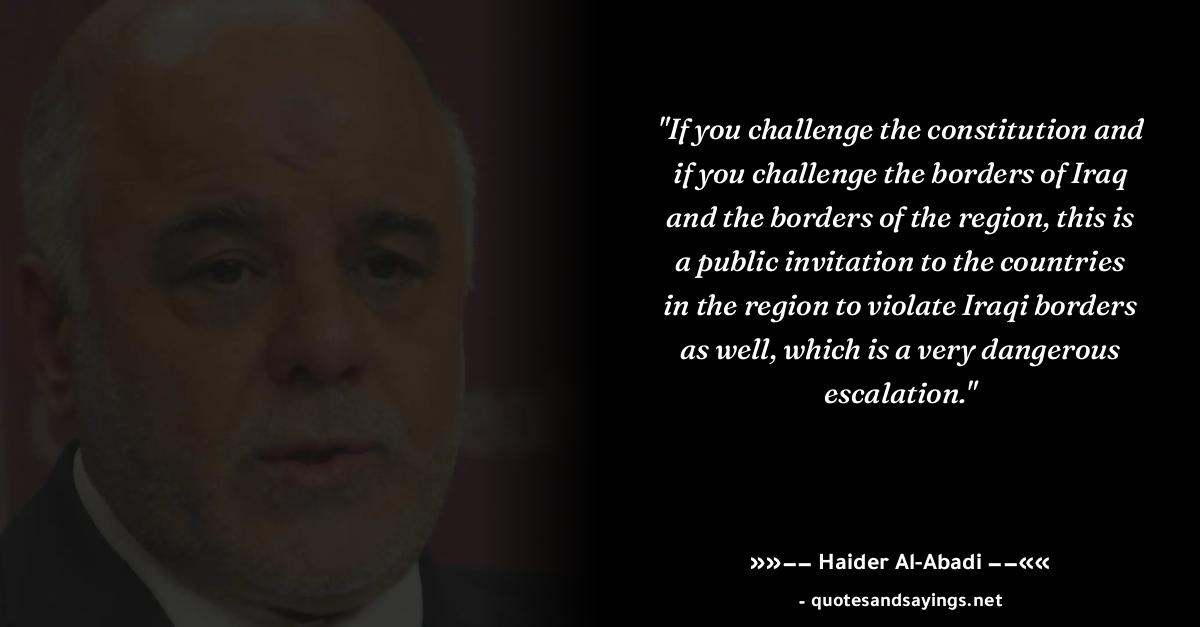 "If you challenge the constitution and
if you challenge the borders of Iraq
and the borders of the region, this is
a public invitation to the countries
in the region to violate Iraqi borders
as well, which is a very dangerous
escalation."
»»−− Haider Al-Abadi −−««
- quotesandsayings.net